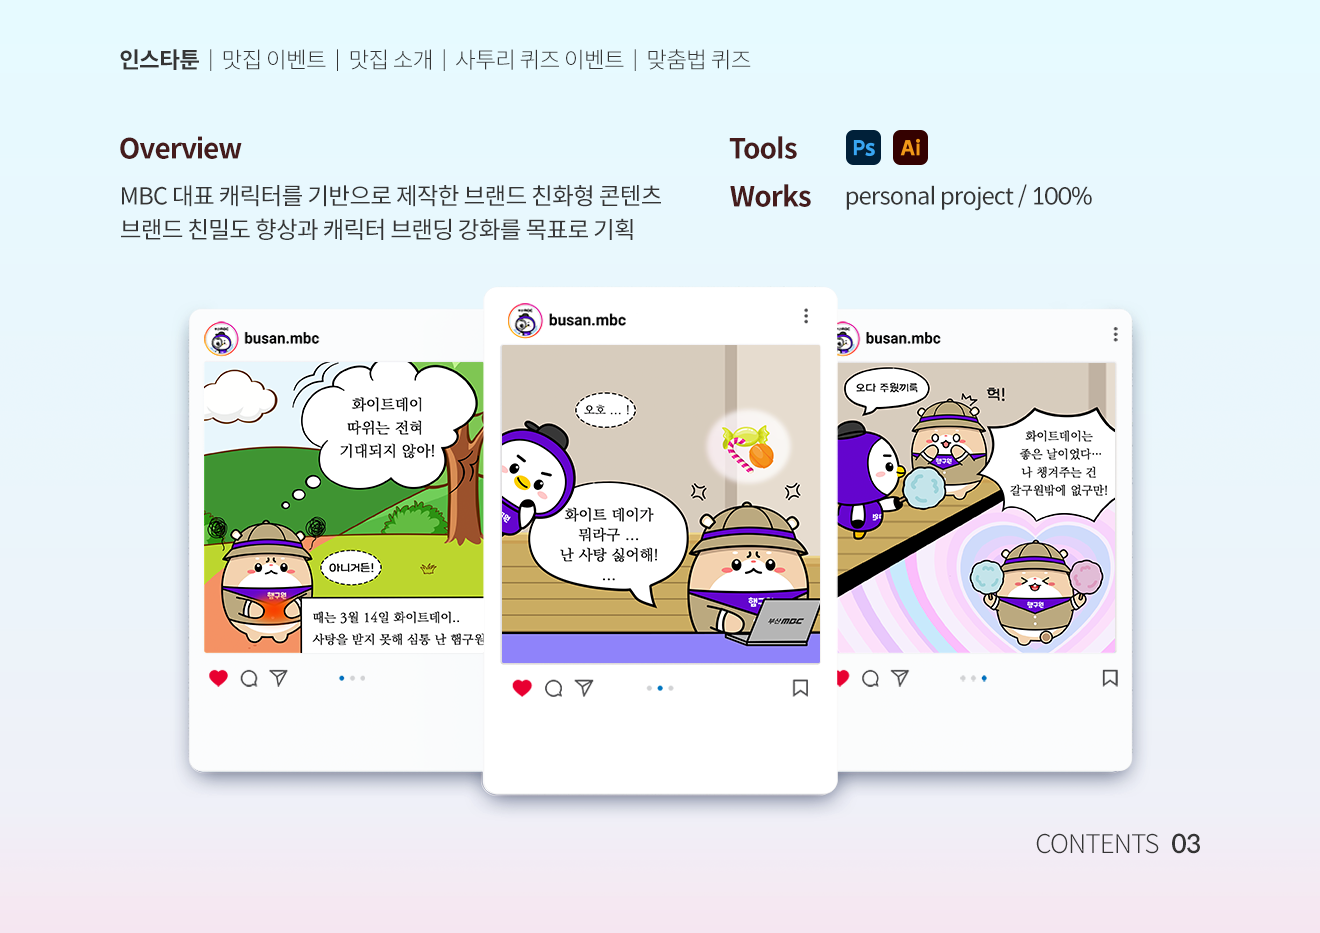 인스타툰 | 맛집 이벤트 | 맛집 소개 | 사투리 퀴즈 이벤트 | 맞춤법 퀴즈
Overview
MBC 대표 캐릭터를 기반으로 제작한 브랜드 친화형 콘텐츠
브랜드 친밀도 향상과 캐릭터 브랜딩 강화를 목표로 기획
Tools Ps Ai
Works personal project / 100%
busan.mbc
화이트데이
따위는 전혀
기대되지 않아!
아니거든!
햄구원
때는 3월 14일 화이트데이..
사탕을 받지 못해 심통 난 햄구원
busan.mbc
오호 ... !
화이트 데이가
뭐라구 ...
난 사탕 싫어해!
...
부산MBC
busan.mbc
오다 주웠끼룩
헉!
햄구원
화이트데이는
좋은 날이었다...
나 챙겨주는 건
갈구원밖에 없구만!
햄구원
CONTENTS 03